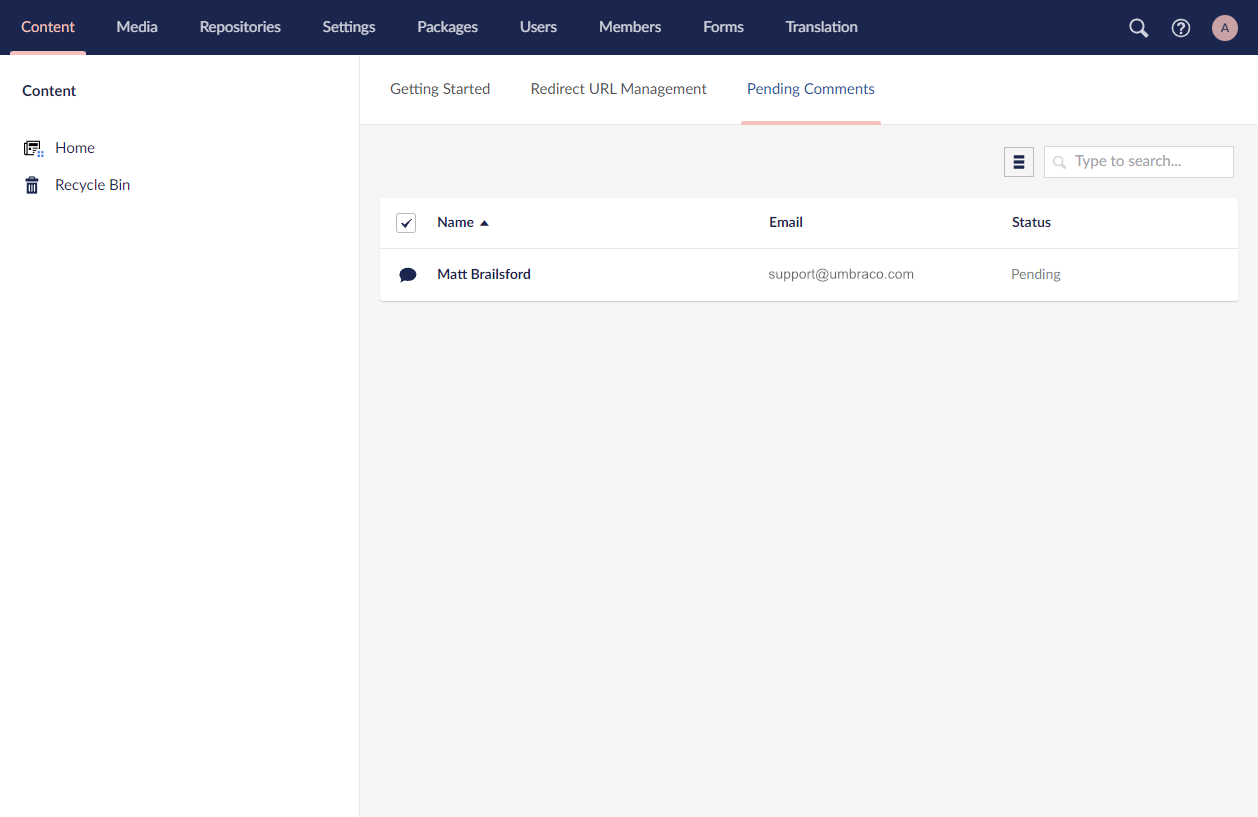 Content Media Repositories Settings Packages Users Members Forms Translation A
Content
Home
Recycle Bin
Getting Started Redirect URL Management Pending Comments
Type to search...
Name Email Status
Matt Brailsford support@umbraco.com Pending